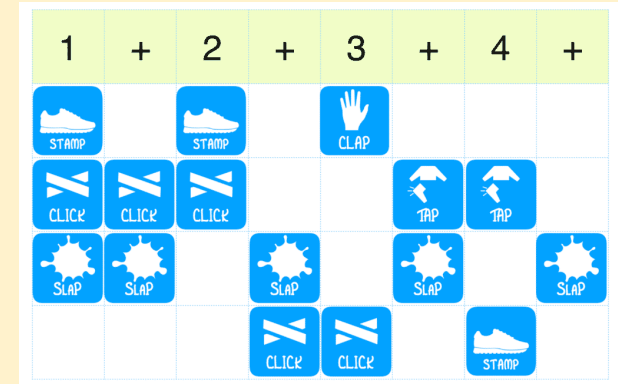 1 + 2 + 3 + 4 +
STAMP STAMP CLAP
CLICK CLICK CLICK TAP TAP
SLAP SLAP SLAP SLAP SLAP
CLICK CLICK STAMP